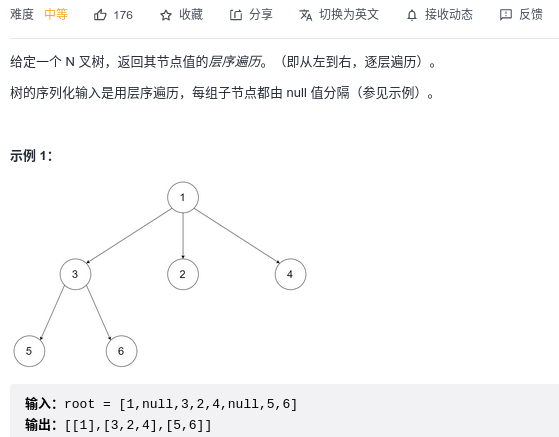 难度 中等 176 收藏 分享 切换为英文 接收动态 反馈
给定一个 N 叉树，返回其节点值的层序遍历。（即从左到右，逐层遍历）。
树的序列化输入是用层序遍历，每组子节点都由 null 值分隔（参见示例）。
示例 1：
1
3 2 4
5 6
输入：root = [1,null,3,2,4,null,5,6]
输出：[[1],[3,2,4],[5,6]]